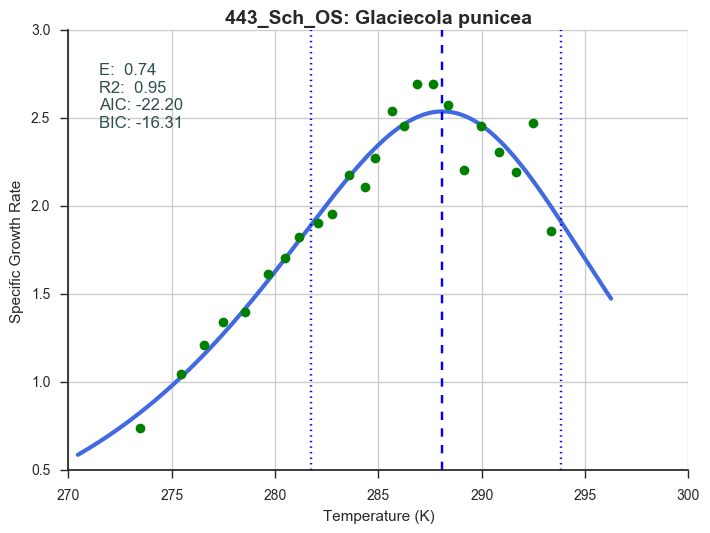 443_Sch_OS: Glaciecola punicea
E:  0.74
R2:  0.95
AIC: -22.20
BIC: -16.31
Specific Growth Rate
3.0
2.5
2.0
1.5
1.0
0.5
270 275 280 285 290 295 300
Temperature (K)